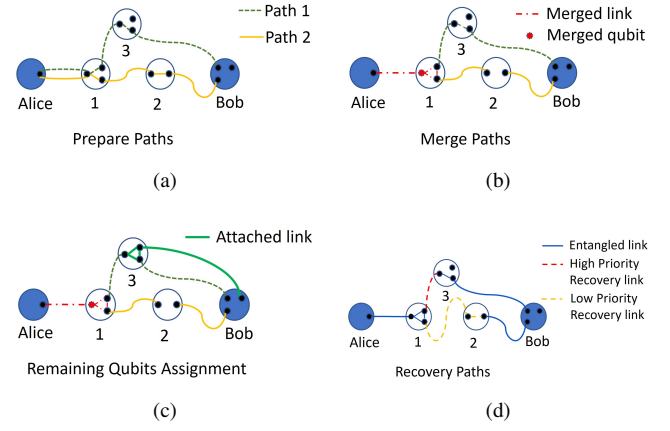 Path 1
Path 2
3
Alice
1
2
Bob
Prepare Paths
(a)
Merged link
Merged qubit
3
Alice
1
2
Bob
Merge Paths
(b)
Attached link
3
Alice
1
2
Bob
Remaining Qubits Assignment
(c)
Entangled link
High Priority
Recovery link
Low Priority
Recovery link
3
Alice
1
2
Bob
Recovery Paths
(d)